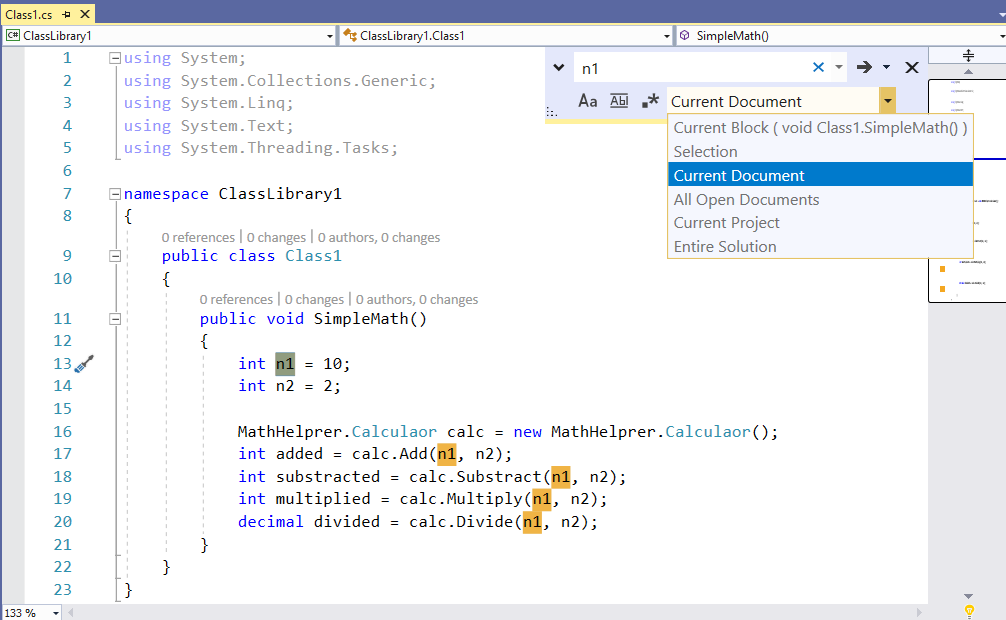 Class1.cs
C# ClassLibrary1
ClassLibrary1.Class1
SimpleMath()
n1
Aa Abl .* Current Document
Current Block ( void Class1.SimpleMath() )
Selection
Current Document
All Open Documents
Current Project
Entire Solution
1 using System;
2 using System.Collections.Generic;
3 using System.Linq;
4 using System.Text;
5 using System.Threading.Tasks;
6
7 namespace ClassLibrary1
8 {
0 references | 0 changes | 0 authors, 0 changes
9 public class Class1
10 {
0 references | 0 changes | 0 authors, 0 changes
11 public void SimpleMath()
12 {
13 int n1 = 10;
14 int n2 = 2;
15
16 MathHelprer.Calculaor calc = new MathHelprer.Calculaor();
17 int added = calc.Add(n1, n2);
18 int substracted = calc.Substract(n1, n2);
19 int multiplied = calc.Multiply(n1, n2);
20 decimal divided = calc.Divide(n1, n2);
21 }
22 }
23 }
133 %